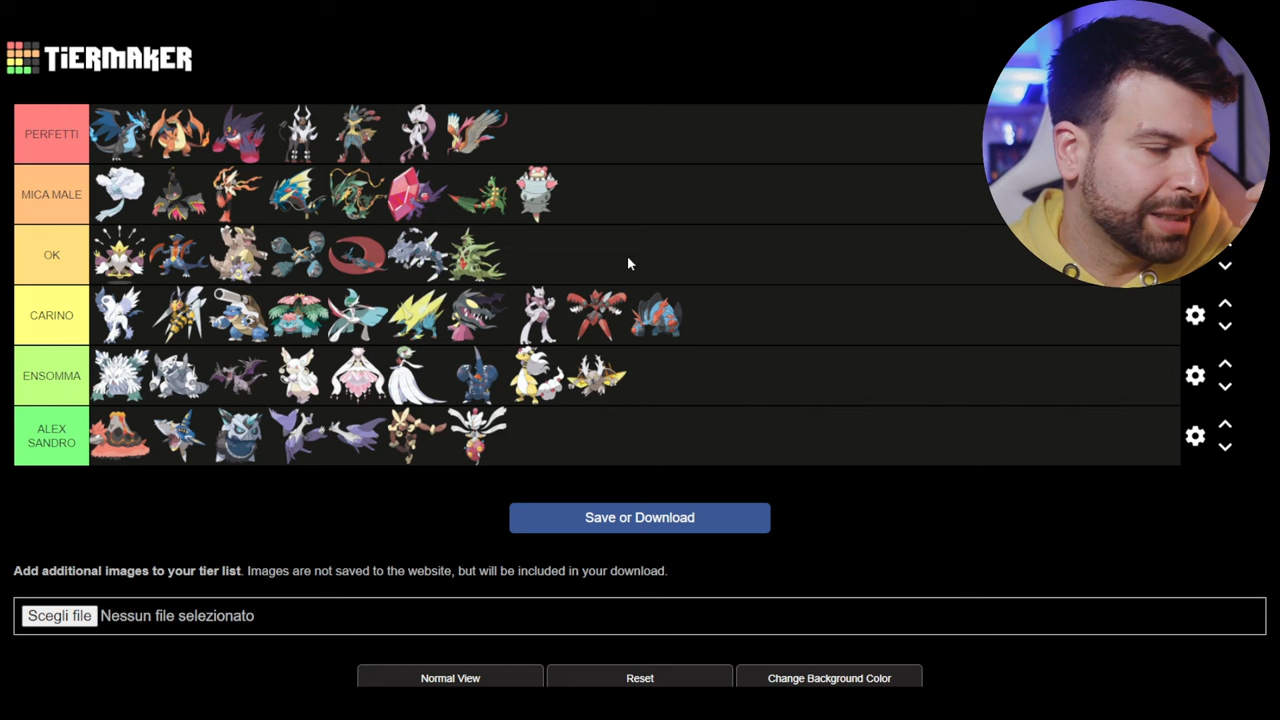 TiERMAKER
PERFETTI
MICA MALE
OK
CARINO
ENSOMMA
ALEX
SANDRO
Save or Download
Add additional images to your tier list. Images are not saved to the website, but will be included in your download.
Scegli file Nessun file selezionato
Normal View
Reset
Change Background Color